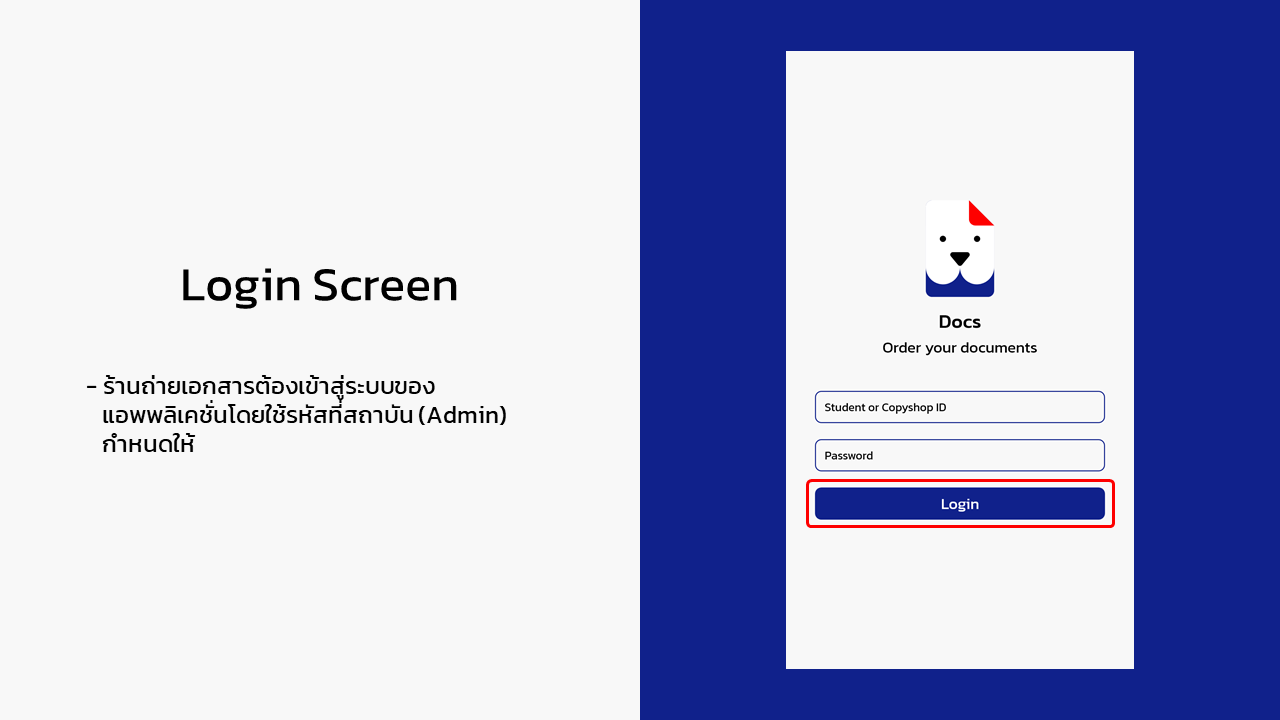 Login Screen
- ร้านถ่ายเอกสารต้องเข้าสู่ระบบของ
แอพพลิเคชั่นโดยใช้รหัสที่สถาบัน (Admin)
กำหนดให้
Docs
Order your documents
Student or Copyshop ID
Password
Login